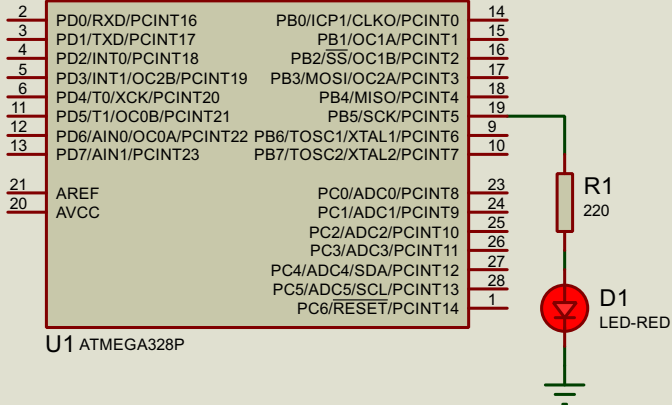 2 PD0/RXD/PCINT16 PB0/ICP1/CLKO/PCINT0 14
3 PD1/TXD/PCINT17 PB1/OC1A/PCINT1 15
4 PD2/INT0/PCINT18 PB2/SS/OC1B/PCINT2 16
5 PD3/INT1/OC2B/PCINT19 PB3/MOSI/OC2A/PCINT3 17
6 PD4/T0/XCK/PCINT20 PB4/MISO/PCINT4 18
11 PD5/T1/OC0B/PCINT21 PB5/SCK/PCINT5 19
12 PD6/AIN0/OC0A/PCINT22 PB6/TOSC1/XTAL1/PCINT6 9
13 PD7/AIN1/PCINT23 PB7/TOSC2/XTAL2/PCINT7 10
21 AREF PC0/ADC0/PCINT8 23
20 AVCC PC1/ADC1/PCINT9 24
PC2/ADC2/PCINT10 25
PC3/ADC3/PCINT11 26
PC4/ADC4/SDA/PCINT12 27
PC5/ADC5/SCL/PCINT13 28
PC6/RESET/PCINT14 1
U1 ATMEGA328P
R1
220
D1
LED-RED